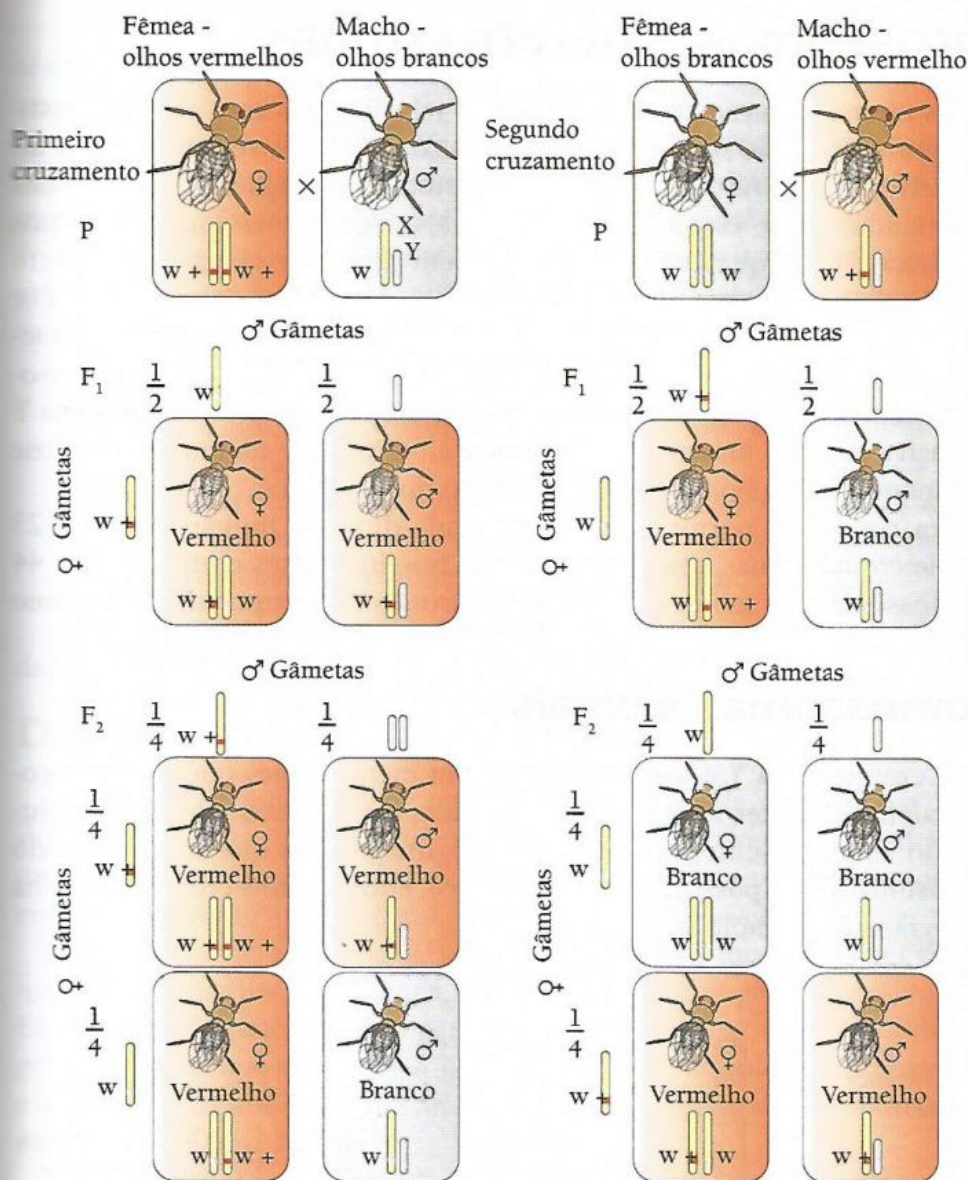 Fêmea -
olhos vermelhos
Macho -
olhos brancos
Primeiro
cruzamento
P
♀
×
♂
X
Y
w + w +
w
♂ Gâmetas
F1
1/2
w
1/2
♀ Gâmetas
w +
♀
Vermelho
w + w
♂
Vermelho
w +
♂ Gâmetas
F2
1/4
w +
1/4
♀ Gâmetas
1/4
w +
♀
Vermelho
w + w +
♂
Vermelho
w +
1/4
w
♀
Vermelho
w w +
♂
Branco
w
Fêmea -
olhos brancos
Macho -
olhos vermelho
Segundo
cruzamento
P
♀
×
♂
w w
w +
♂ Gâmetas
F1
1/2
w +
1/2
♀ Gâmetas
w
♀
Vermelho
w w +
♂
Branco
w
♂ Gâmetas
F2
1/4
w
1/4
♀ Gâmetas
1/4
w
♀
Branco
w w
♂
Branco
w
1/4
w +
♀
Vermelho
w + w
♂
Vermelho
w +